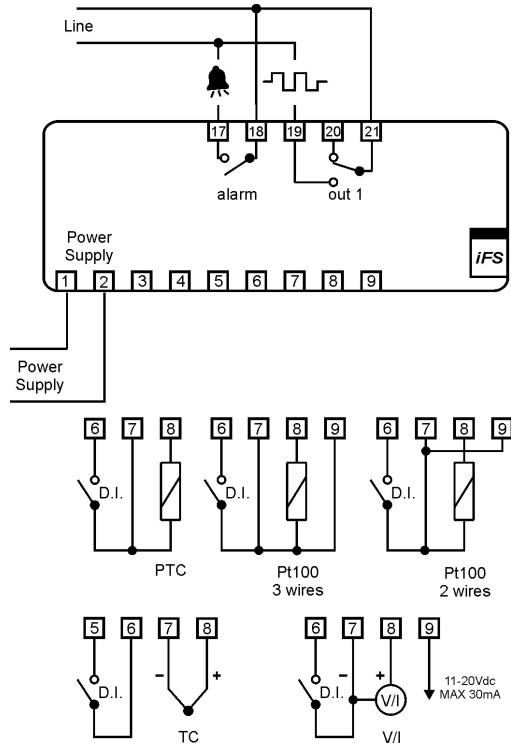 Line
17 18 19 20 21
alarm out 1
Power
Supply
iFS
1 2 3 4 5 6 7 8 9
Power
Supply
6 7 8 6 7 8 9 6 7 8 9
D.I. D.I. D.I.
PTC Pt100 Pt100
3 wires 2 wires
5 6 7 8 6 7 8 9
- + - +
D.I. D.I. V/I 11-20Vdc
MAX 30mA
TC V/I